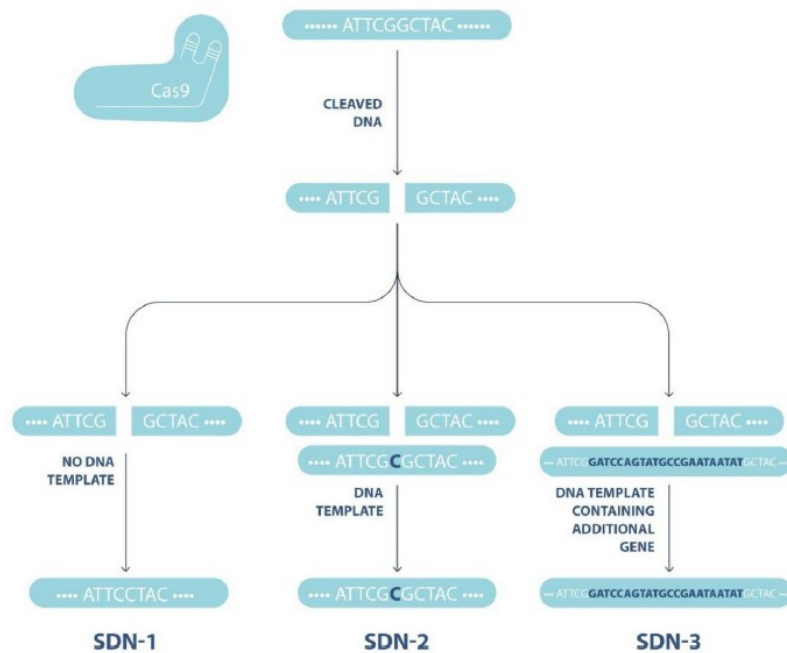 Cas9
•••••• ATTCGGCTAC ••••••
CLEAVED
DNA
•••• ATTCG GCTAC ••••
•••• ATTCG GCTAC ••••
NO DNA
TEMPLATE
•••• ATTCCTAC ••••
SDN-1
•••• ATTCG GCTAC ••••
••• ATTCGCGCTAC •••
DNA
TEMPLATE
•••• ATTCGCGCTAC ••••
SDN-2
•••• ATTCG GCTAC ••••
••• ATTCGGATCCAGTATGCCGAATAATATGCTAC •••
DNA TEMPLATE
CONTAINING
ADDITIONAL
GENE
••• ATTCGGATCCAGTATGCCGAATAATATGCTAC •••
SDN-3